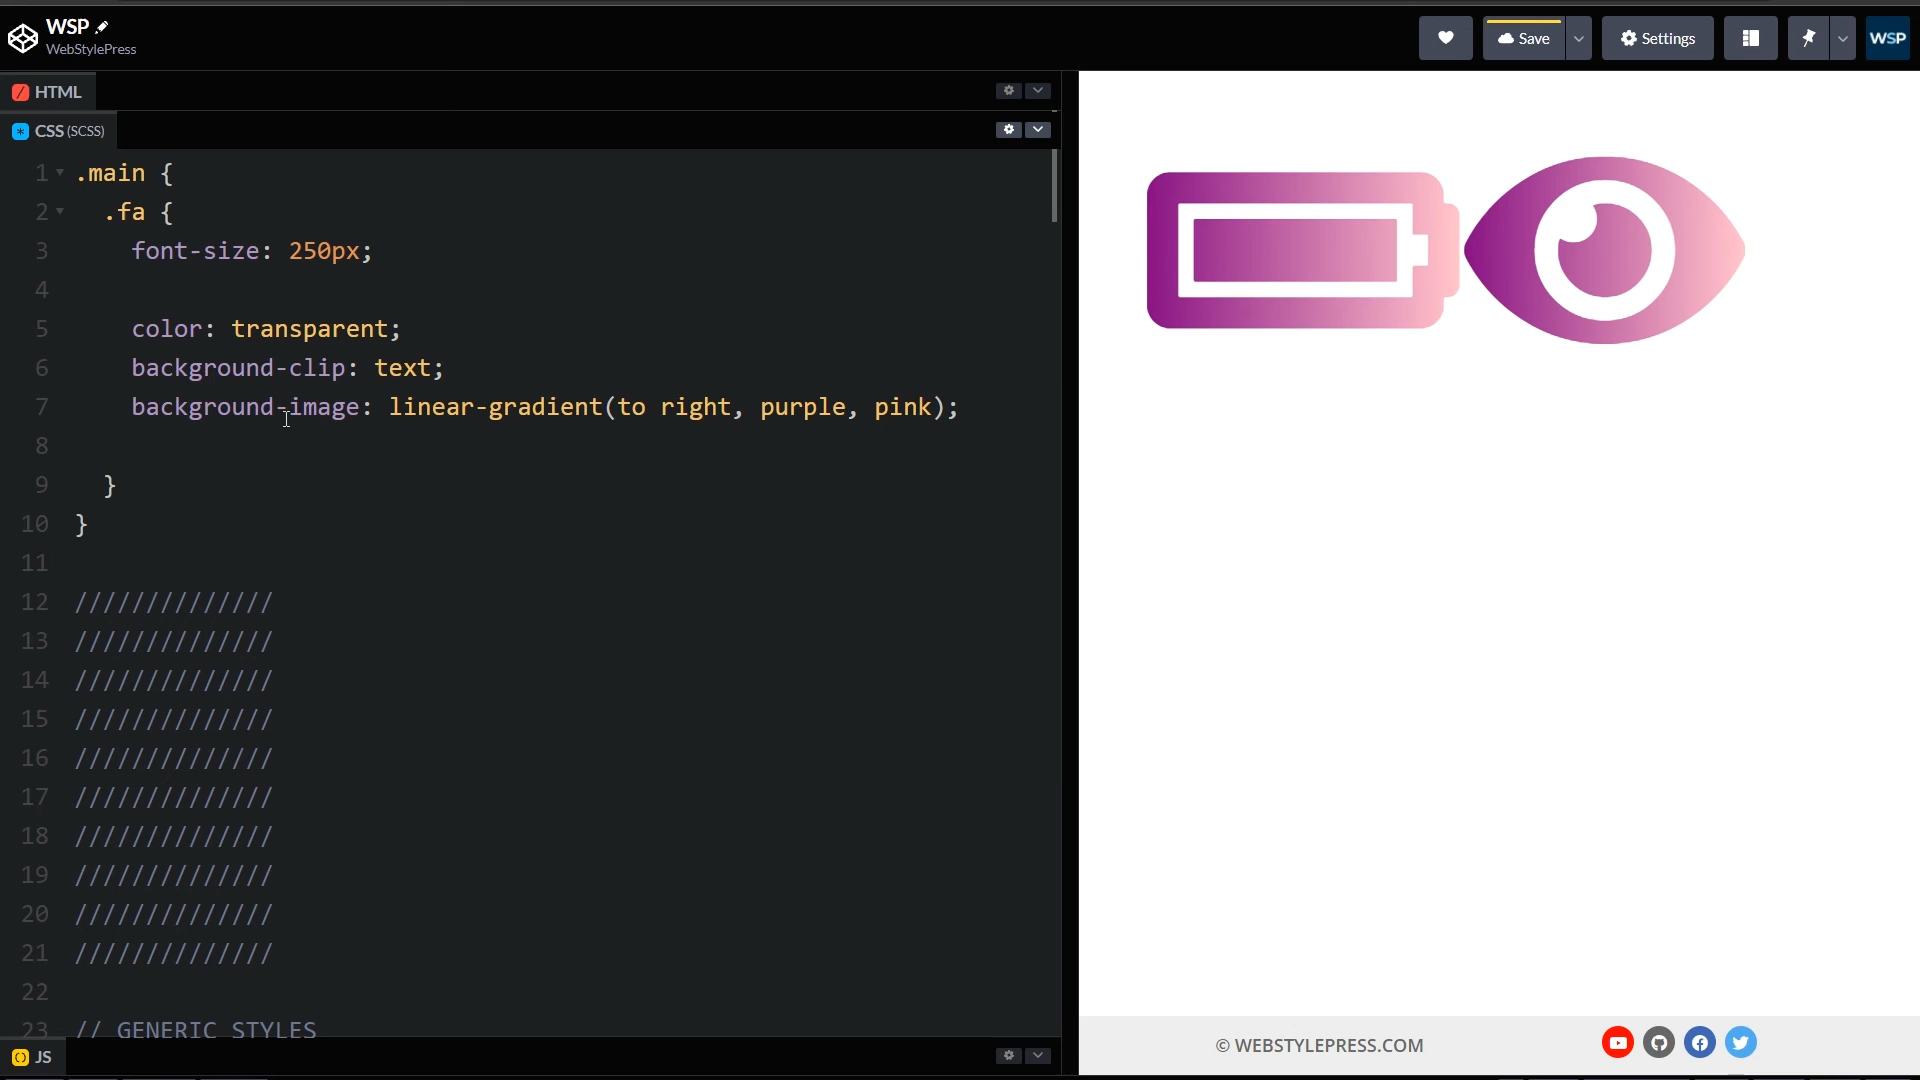 WSP
WebStylePress
Save
Settings
WSP
HTML
CSS (SCSS)
1 .main {
2 .fa {
3 font-size: 250px;
4
5 color: transparent;
6 background-clip: text;
7 background-image: linear-gradient(to right, purple, pink);
8
9 }
10 }
11
12 //////////////
13 //////////////
14 //////////////
15 //////////////
16 //////////////
17 //////////////
18 //////////////
19 //////////////
20 //////////////
21 //////////////
22
23 // GENERIC STYLES
JS
© WEBSTYLEPRESS.COM